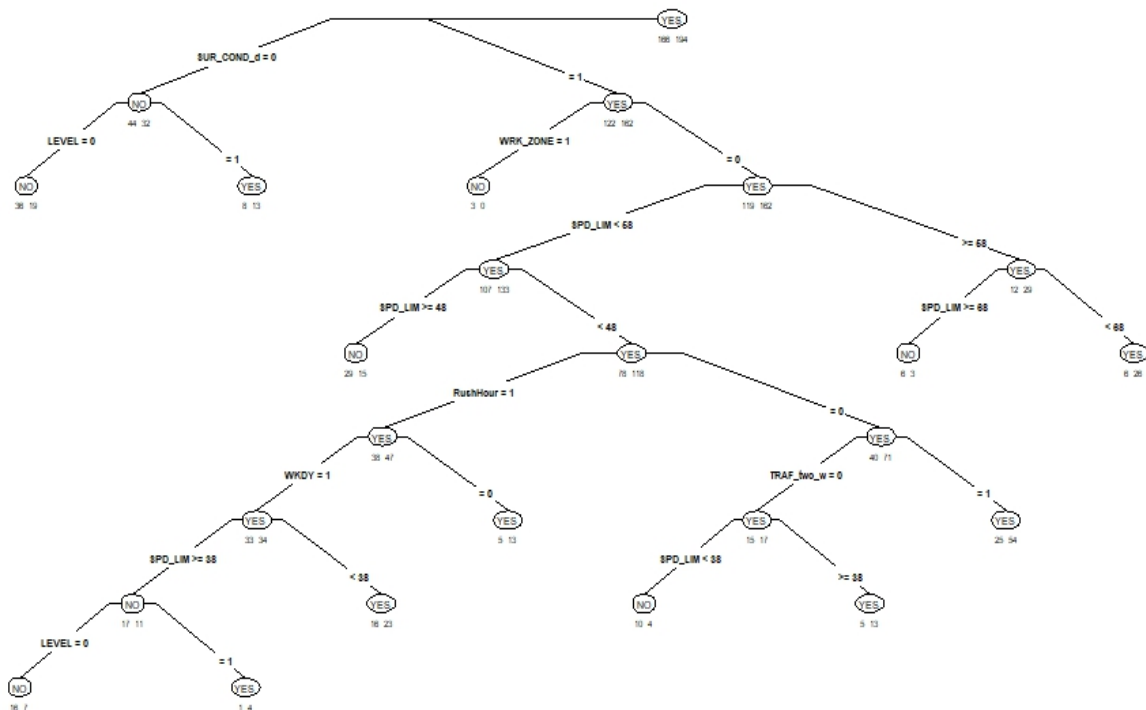 YES
166 194
SUR_COND_d = 0
= 1
NO
YES
44 32
122 162
LEVEL = 0
= 1
WRK_ZONE = 1
= 0
NO
YES
NO
YES
36 19
8 13
3 0
119 162
SPD_LIM < 58
>= 58
YES
YES
107 133
12 29
SPD_LIM >= 48
< 48
SPD_LIM >= 68
< 68
NO
YES
NO
YES
29 15
78 118
6 3
6 26
RushHour = 1
= 0
YES
YES
38 47
40 71
WKDY = 1
= 0
TRAF_two_w = 0
= 1
YES
YES
YES
YES
33 34
5 13
15 17
25 54
SPD_LIM >= 38
< 38
SPD_LIM < 38
>= 38
NO
YES
NO
YES
17 11
16 23
10 4
5 13
LEVEL = 0
= 1
NO
YES
16 7
1 4